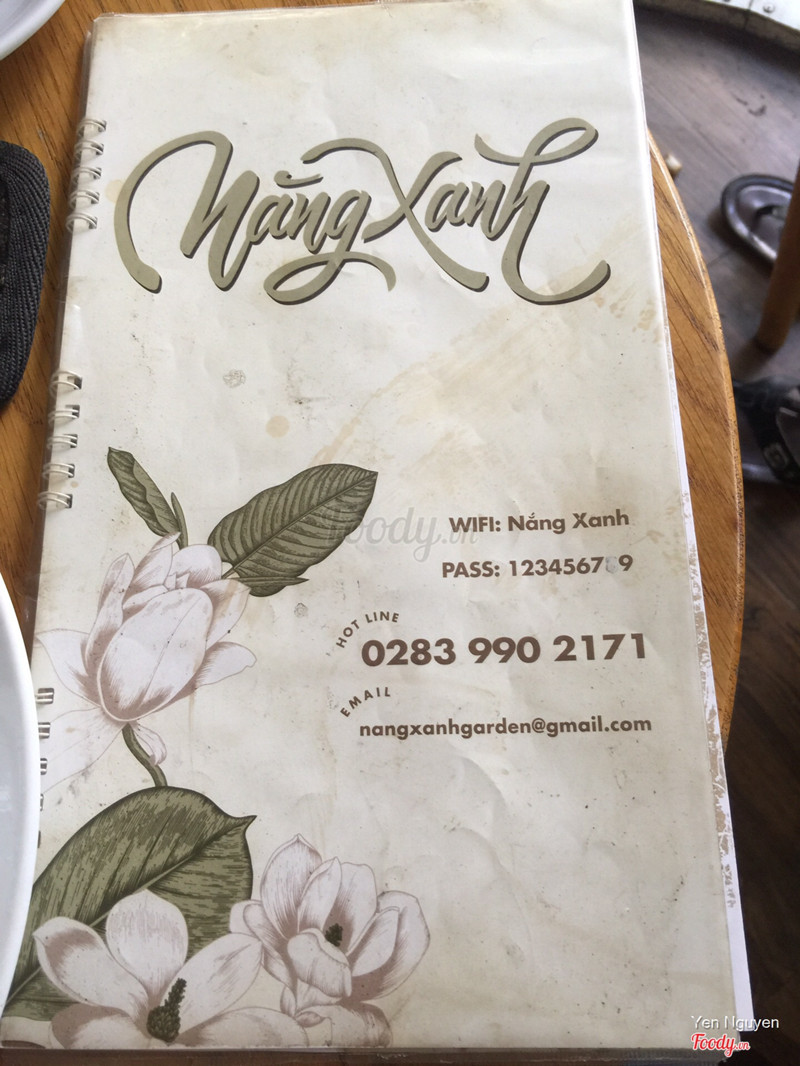 Nắng Xanh
foody.vn
WIFI: Nắng Xanh
PASS: 123456789
HOT LINE
0283 990 2171
EMAIL
nangxanhgarden@gmail.com
Yen Nguyen
Foody.vn